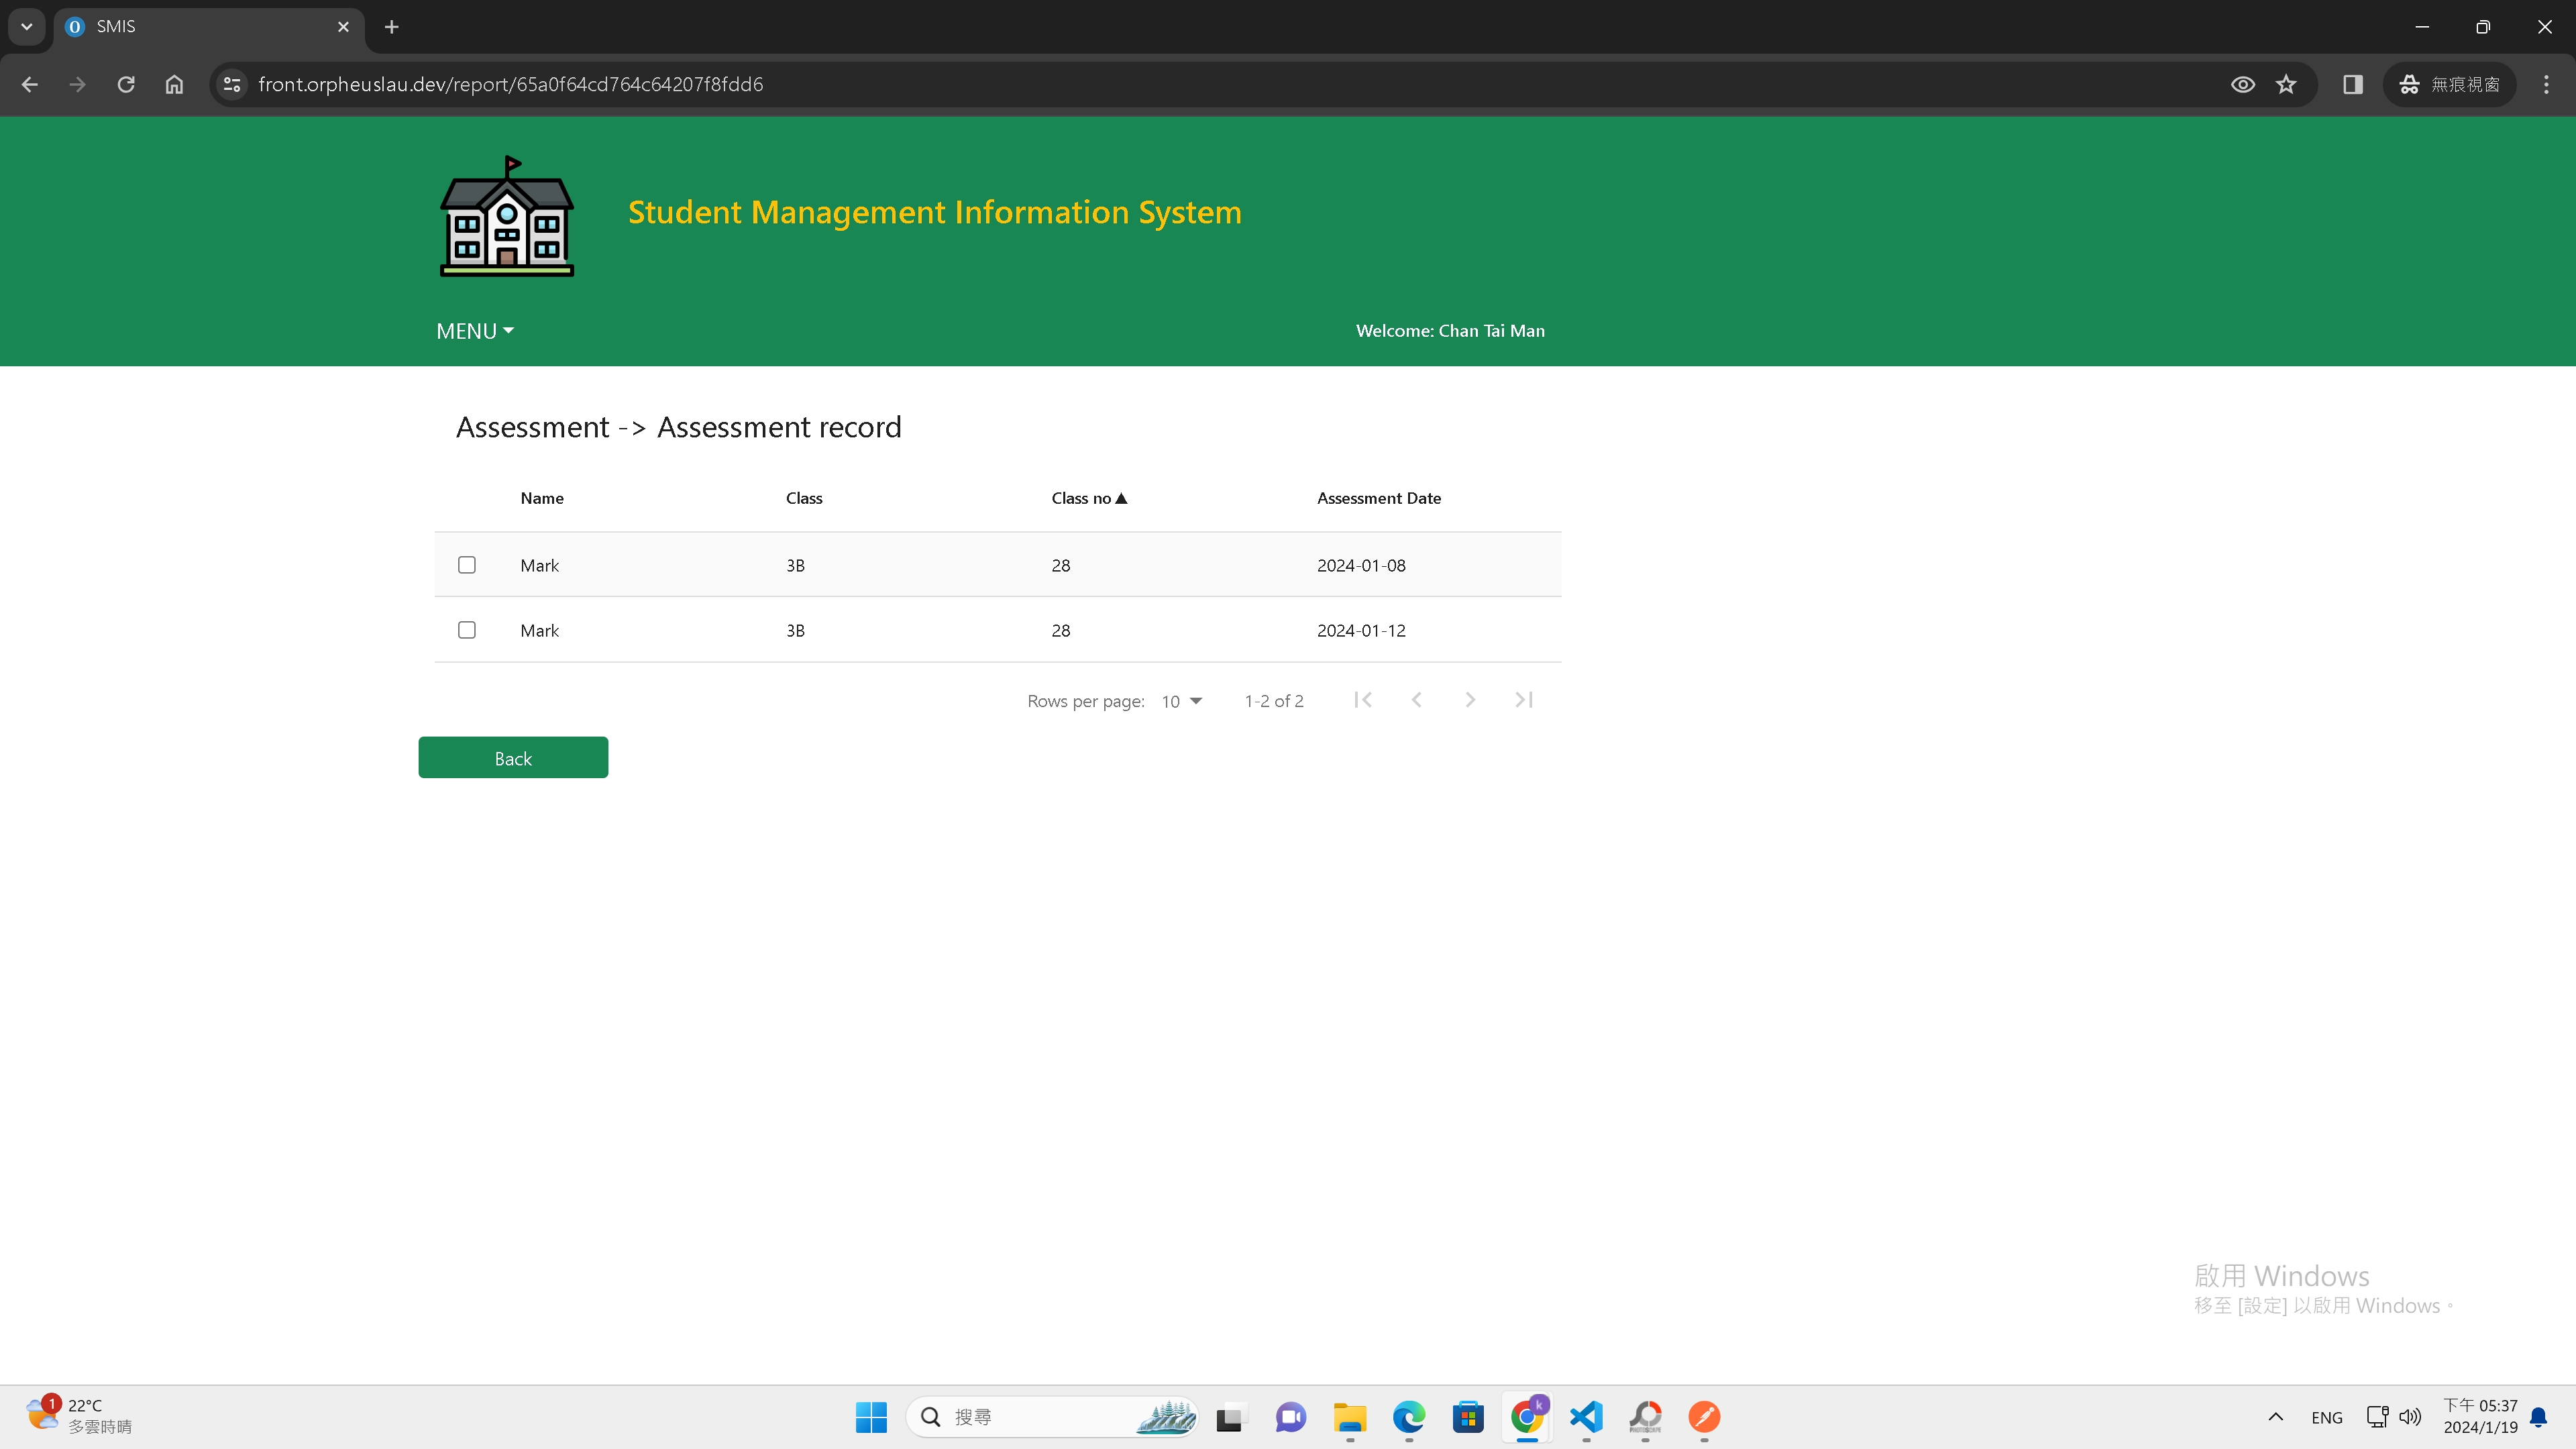 SMIS
front.orpheuslau.dev/report/65a0f64cd764c64207f8fdd6
無痕視窗
Student Management Information System
MENU
Welcome: Chan Tai Man
Assessment -> Assessment record
Name Class Class no▲ Assessment Date
Mark 3B 28 2024-01-08
Mark 3B 28 2024-01-12
Rows per page: 10 1-2 of 2
Back
啟用 Windows
移至 [設定] 以啟用 Windows。
1
22°C
多雲時晴
搜尋
k
ENG
下午 05:37
2024/1/19